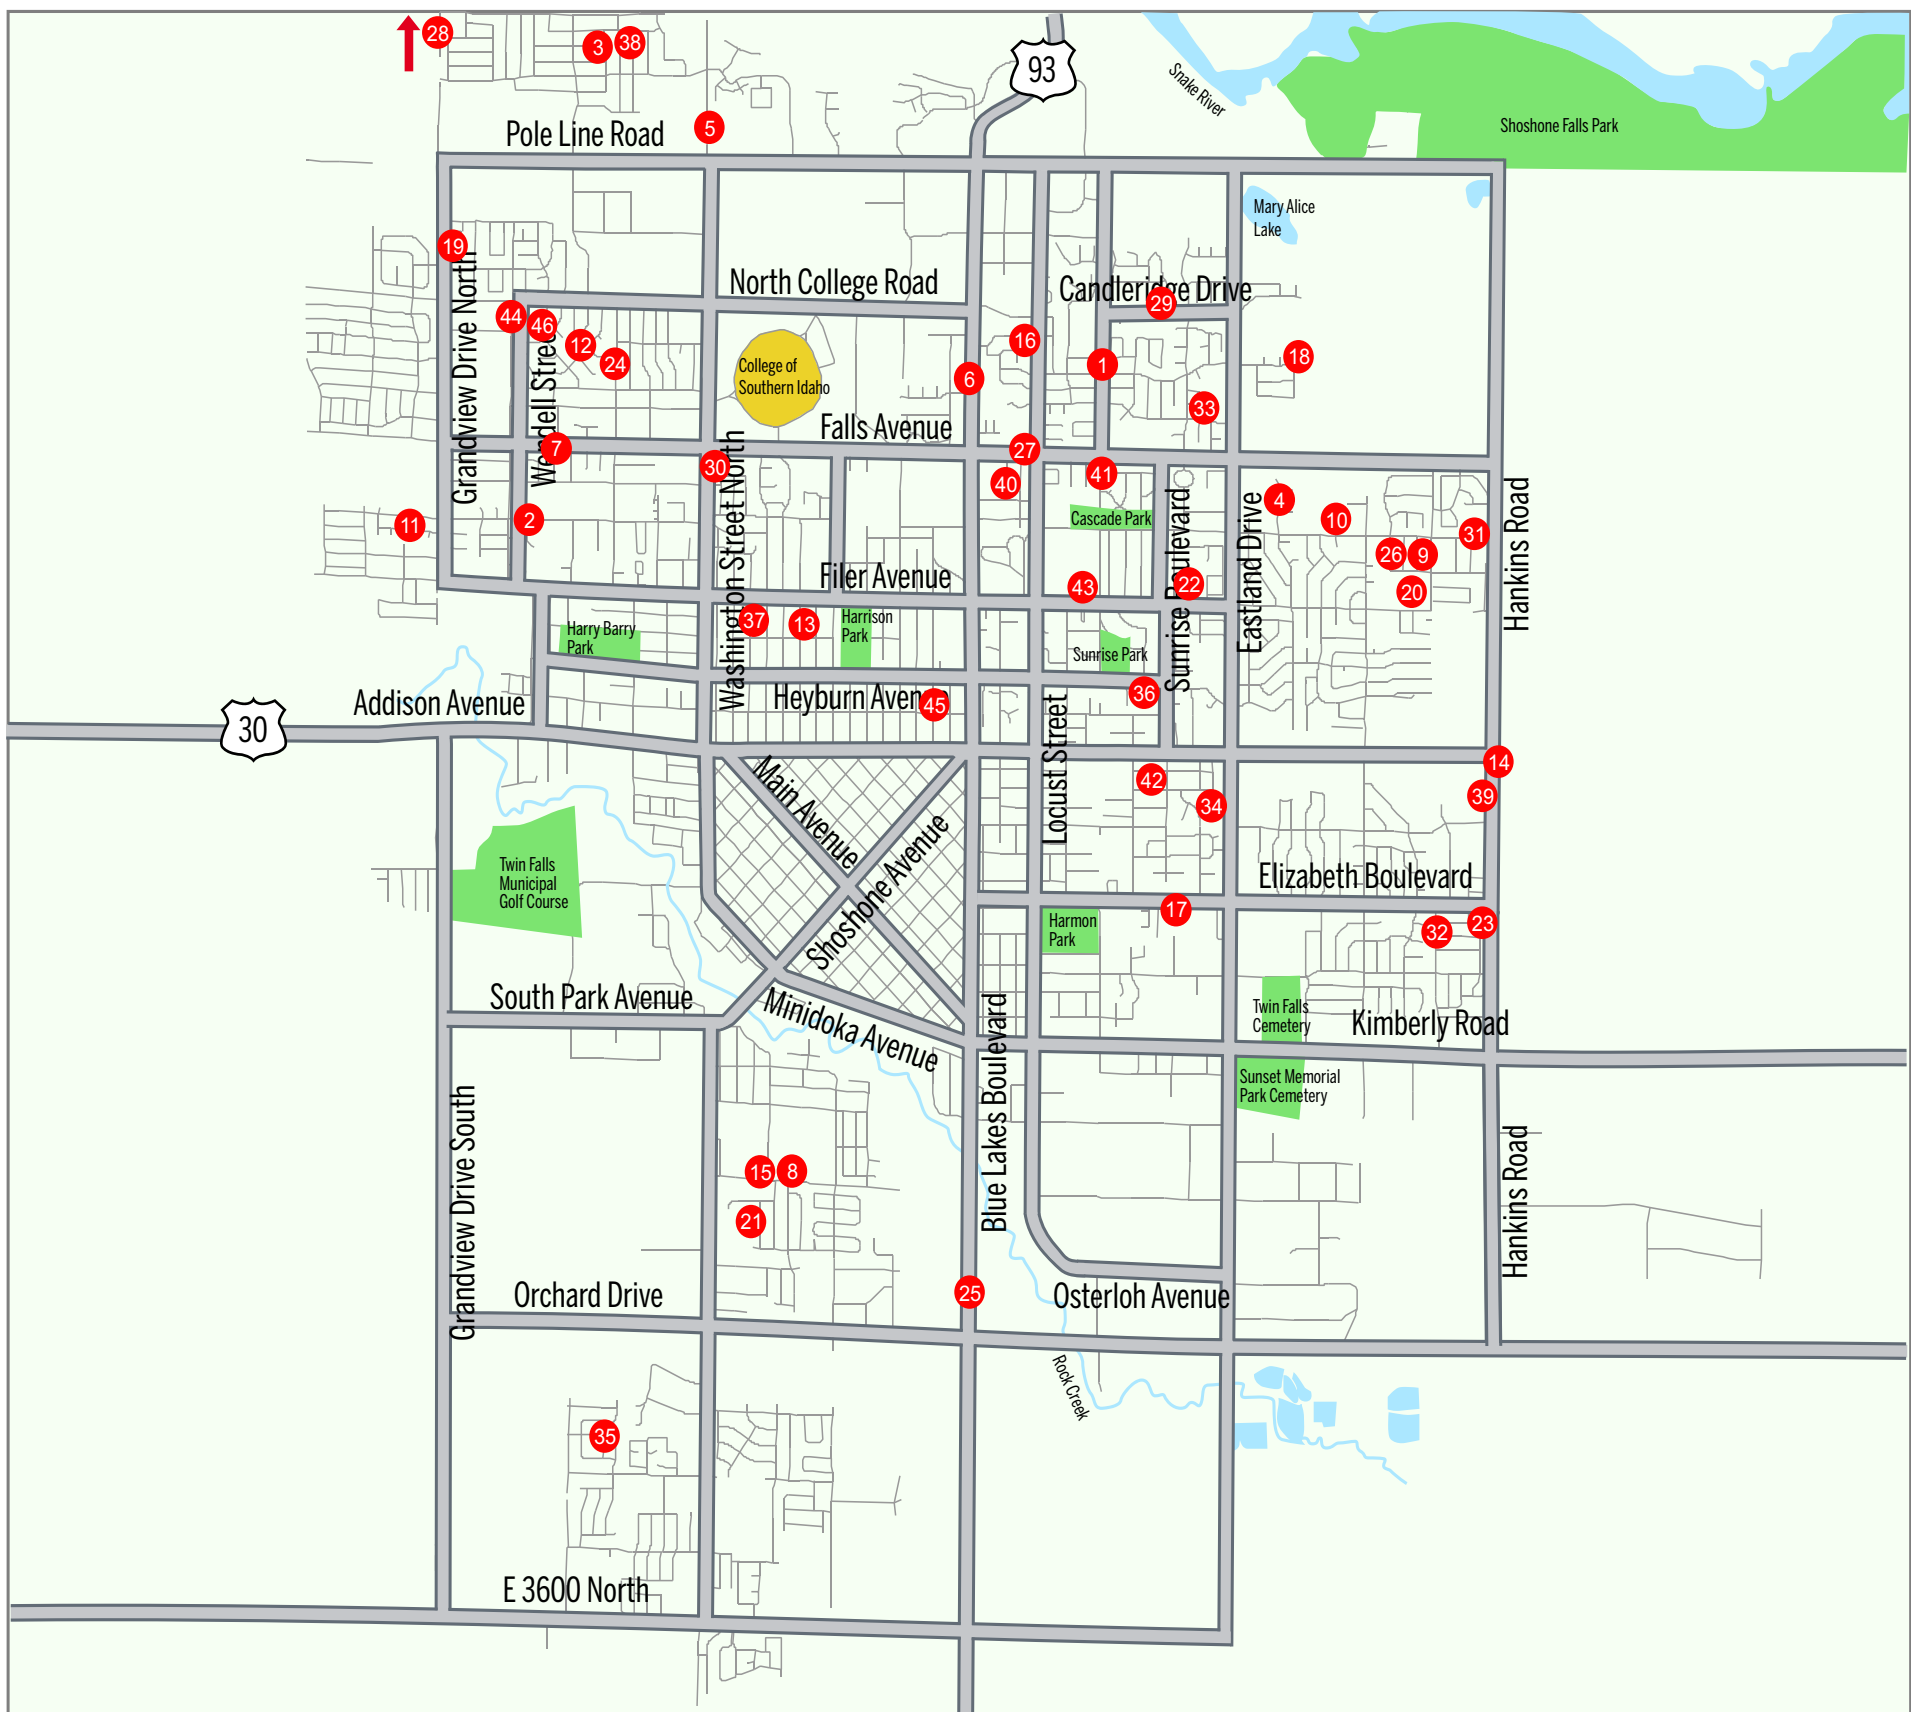 28
3
38
93
Snake River
Shoshone Falls Park
5
Pole Line Road
Mary Alice
Lake
19
North College Road
Candleridge Drive
29
Grandview Drive North
44
46
Wendell Street
12
24
College of
Southern Idaho
6
16
1
18
33
Falls Avenue
7
30
27
40
41
Washington Street North
Cascade Park
Sunrise Boulevard
Eastland Drive
4
10
31
26
9
20
Hankins Road
11
2
Filer Avenue
43
22
37
13
Harrison
Park
Harry Barry
Park
Sunrise Park
36
Addison Avenue
30
Heyburn Avenue
45
Locust Street
14
39
42
34
Main Avenue
Shoshone Avenue
Twin Falls
Municipal
Golf Course
Elizabeth Boulevard
17
Harmon
Park
32
23
South Park Avenue
Minidoka Avenue
Blue Lakes Boulevard
Twin Falls
Cemetery
Kimberly Road
Sunset Memorial
Park Cemetery
Grandview Drive South
15
8
21
Hankins Road
25
Orchard Drive
Osterloh Avenue
Rock Creek
35
E 3600 North